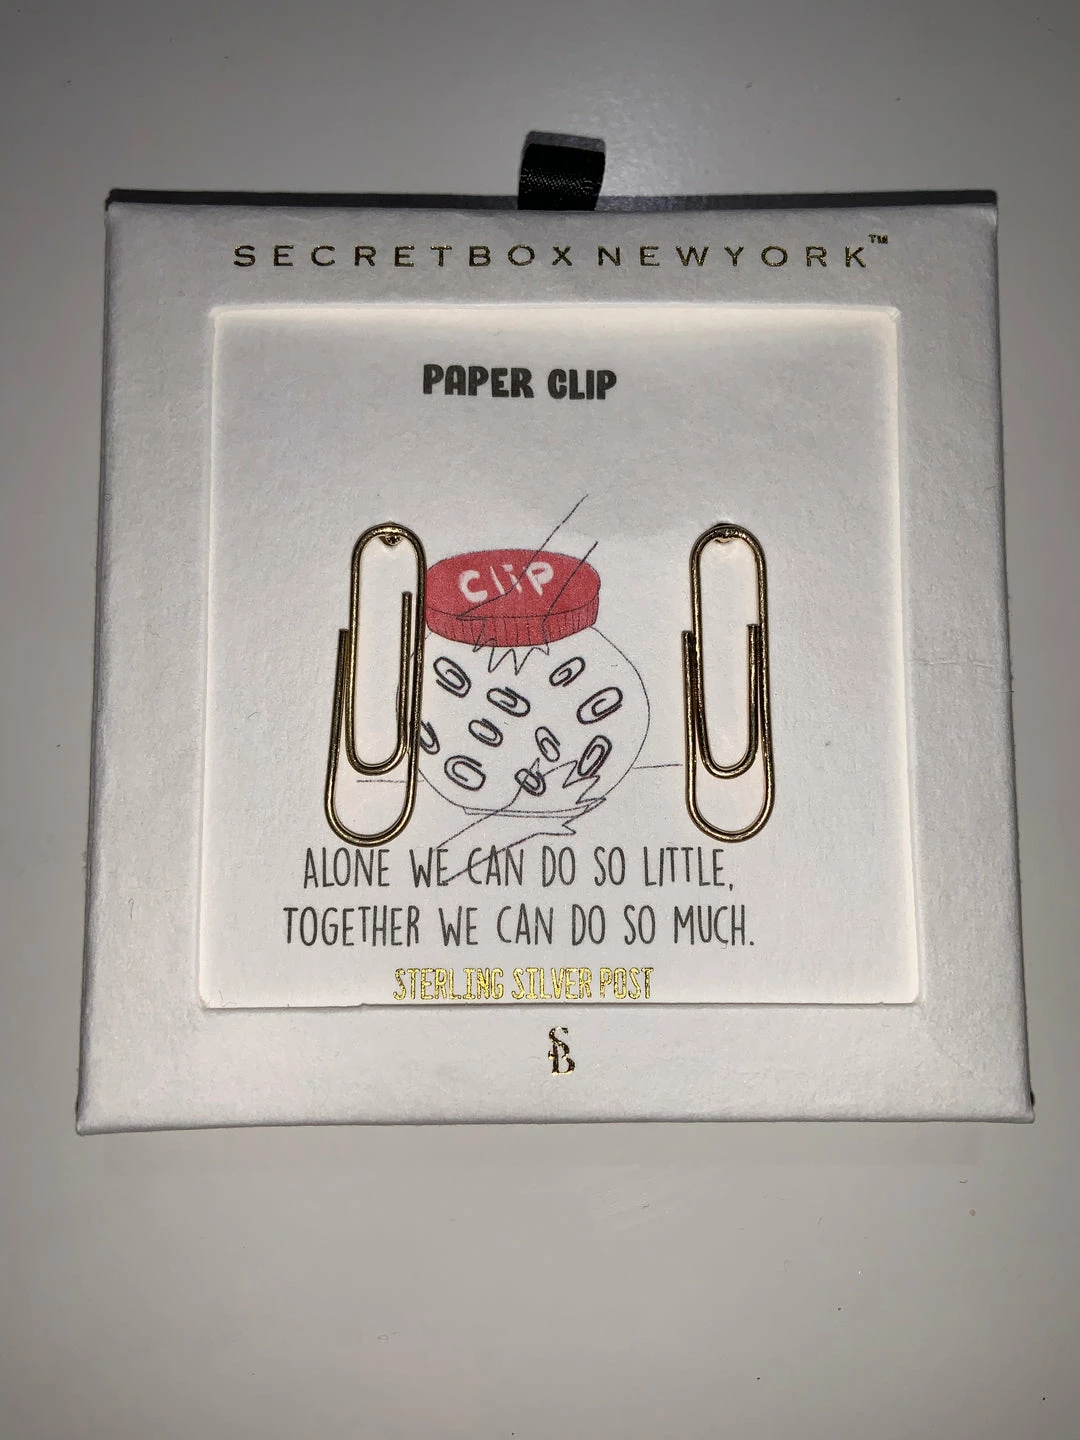 SECRETBOXNEWYORK™
PAPER CLIP
Clip
ALONE WE CAN DO SO LITTLE,
TOGETHER WE CAN DO SO MUCH.
STERLING SILVER POST
SB